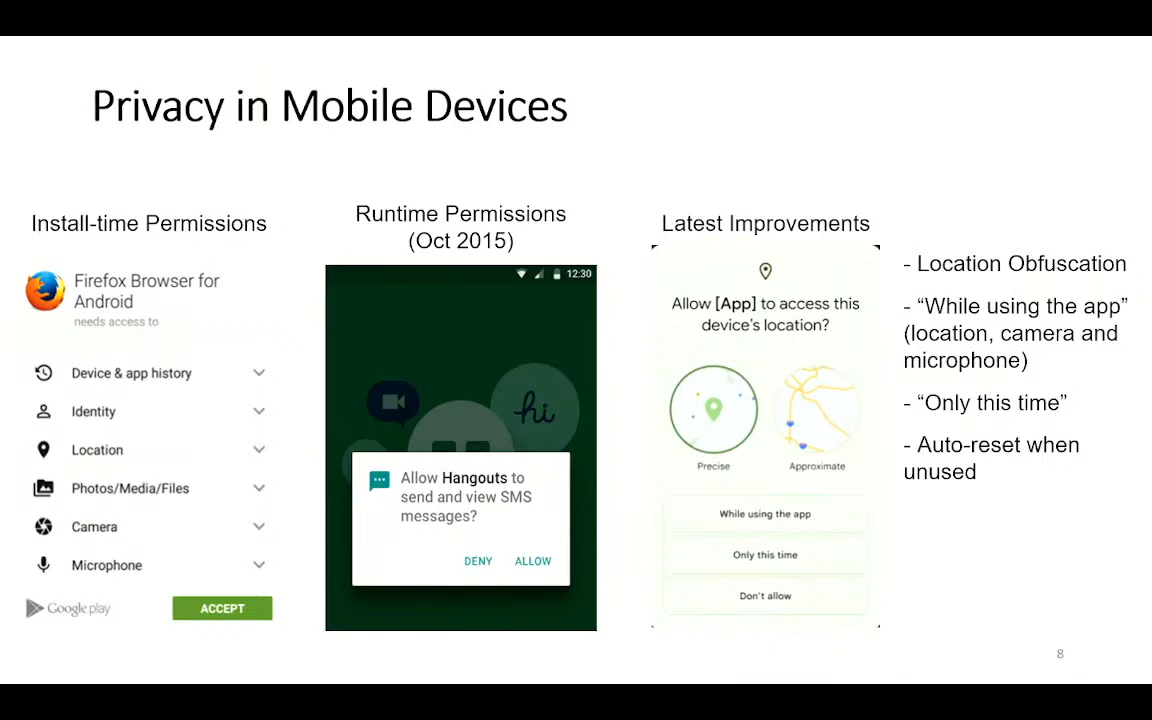 Privacy in Mobile Devices
Install-time Permissions
Firefox Browser for
Android
needs access to
Device & app history
Identity
Location
Photos/Media/Files
Camera
Microphone
Google play
ACCEPT
Runtime Permissions
(Oct 2015)
12:30
hi
Allow Hangouts to
send and view SMS
messages?
DENY
ALLOW
Latest Improvements
Allow [App] to access this
device's location?
Precise
Approximate
While using the app
Only this time
Don't allow
- Location Obfuscation
- “While using the app”
(location, camera and
microphone)
- “Only this time”
- Auto-reset when
unused
8